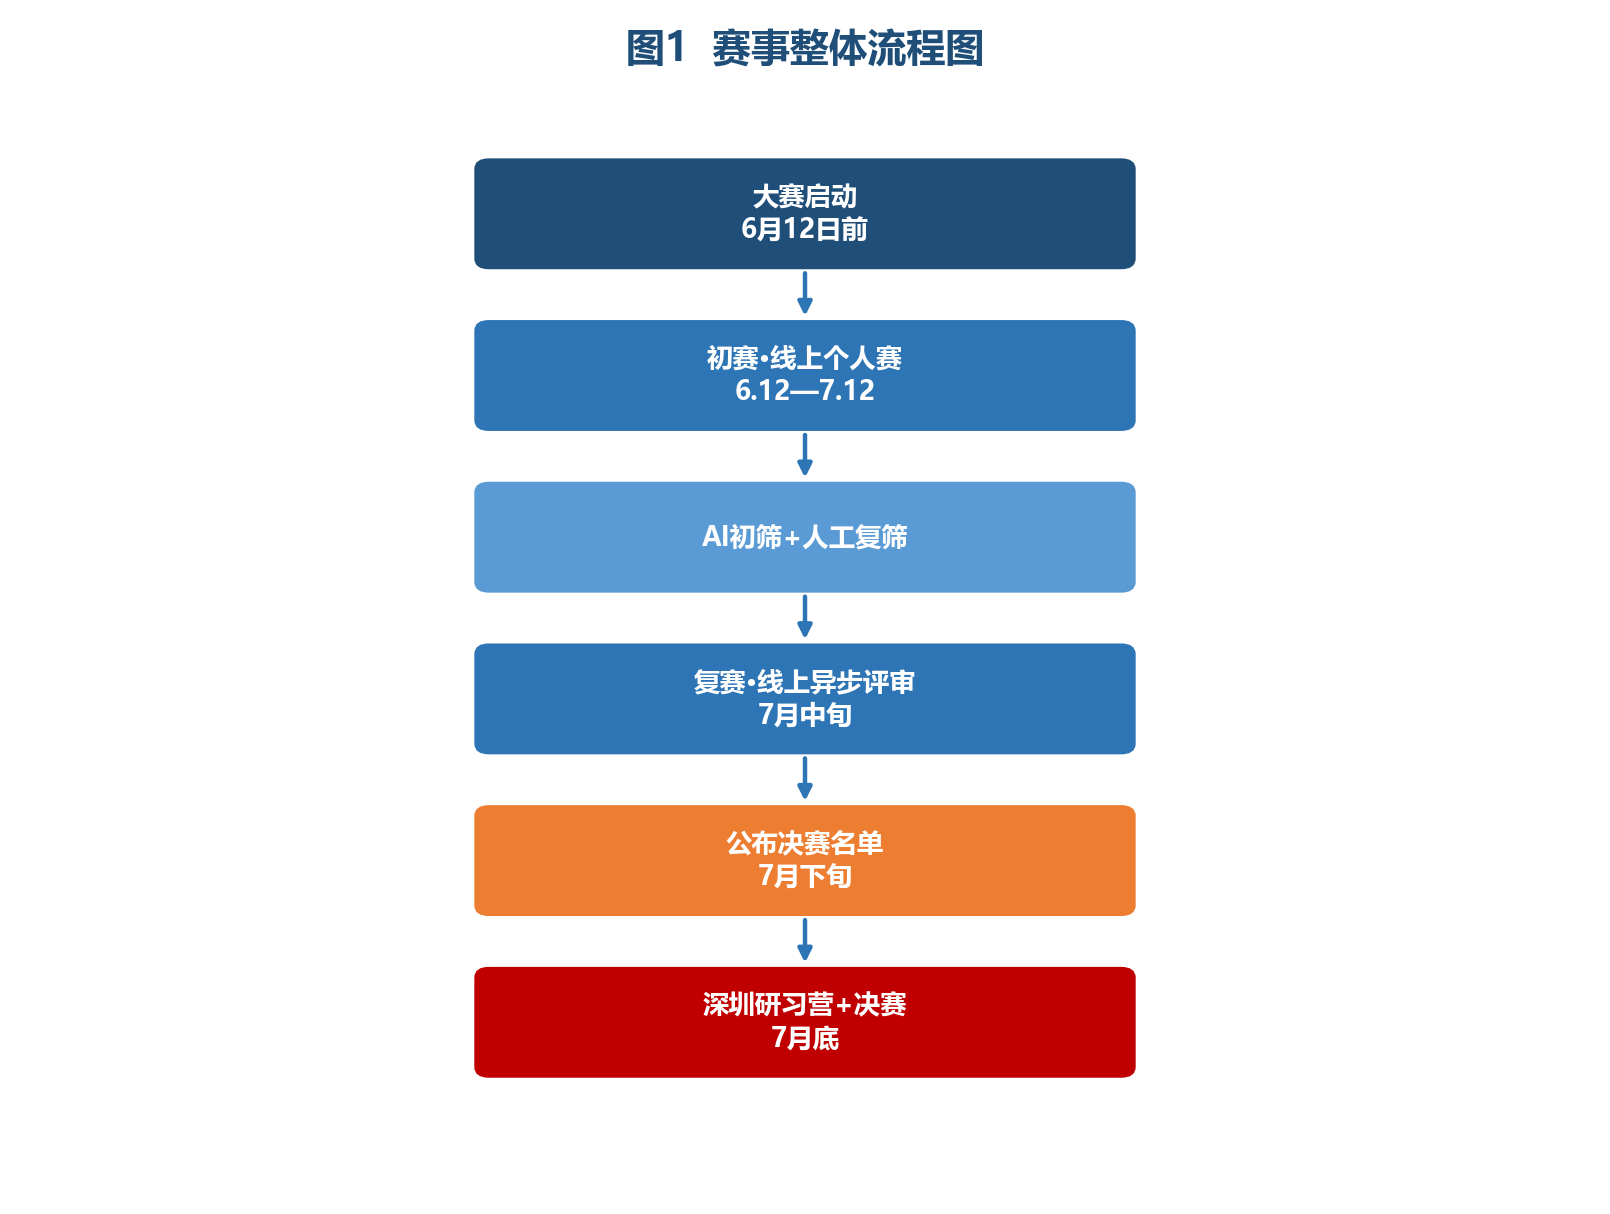 图1 赛事整体流程图
大赛启动
6月12日前
初赛·线上个人赛
6.12—7.12
AI初筛+人工复筛
复赛·线上异步评审
7月中旬
公布决赛名单
7月下旬
深圳研习营+决赛
7月底